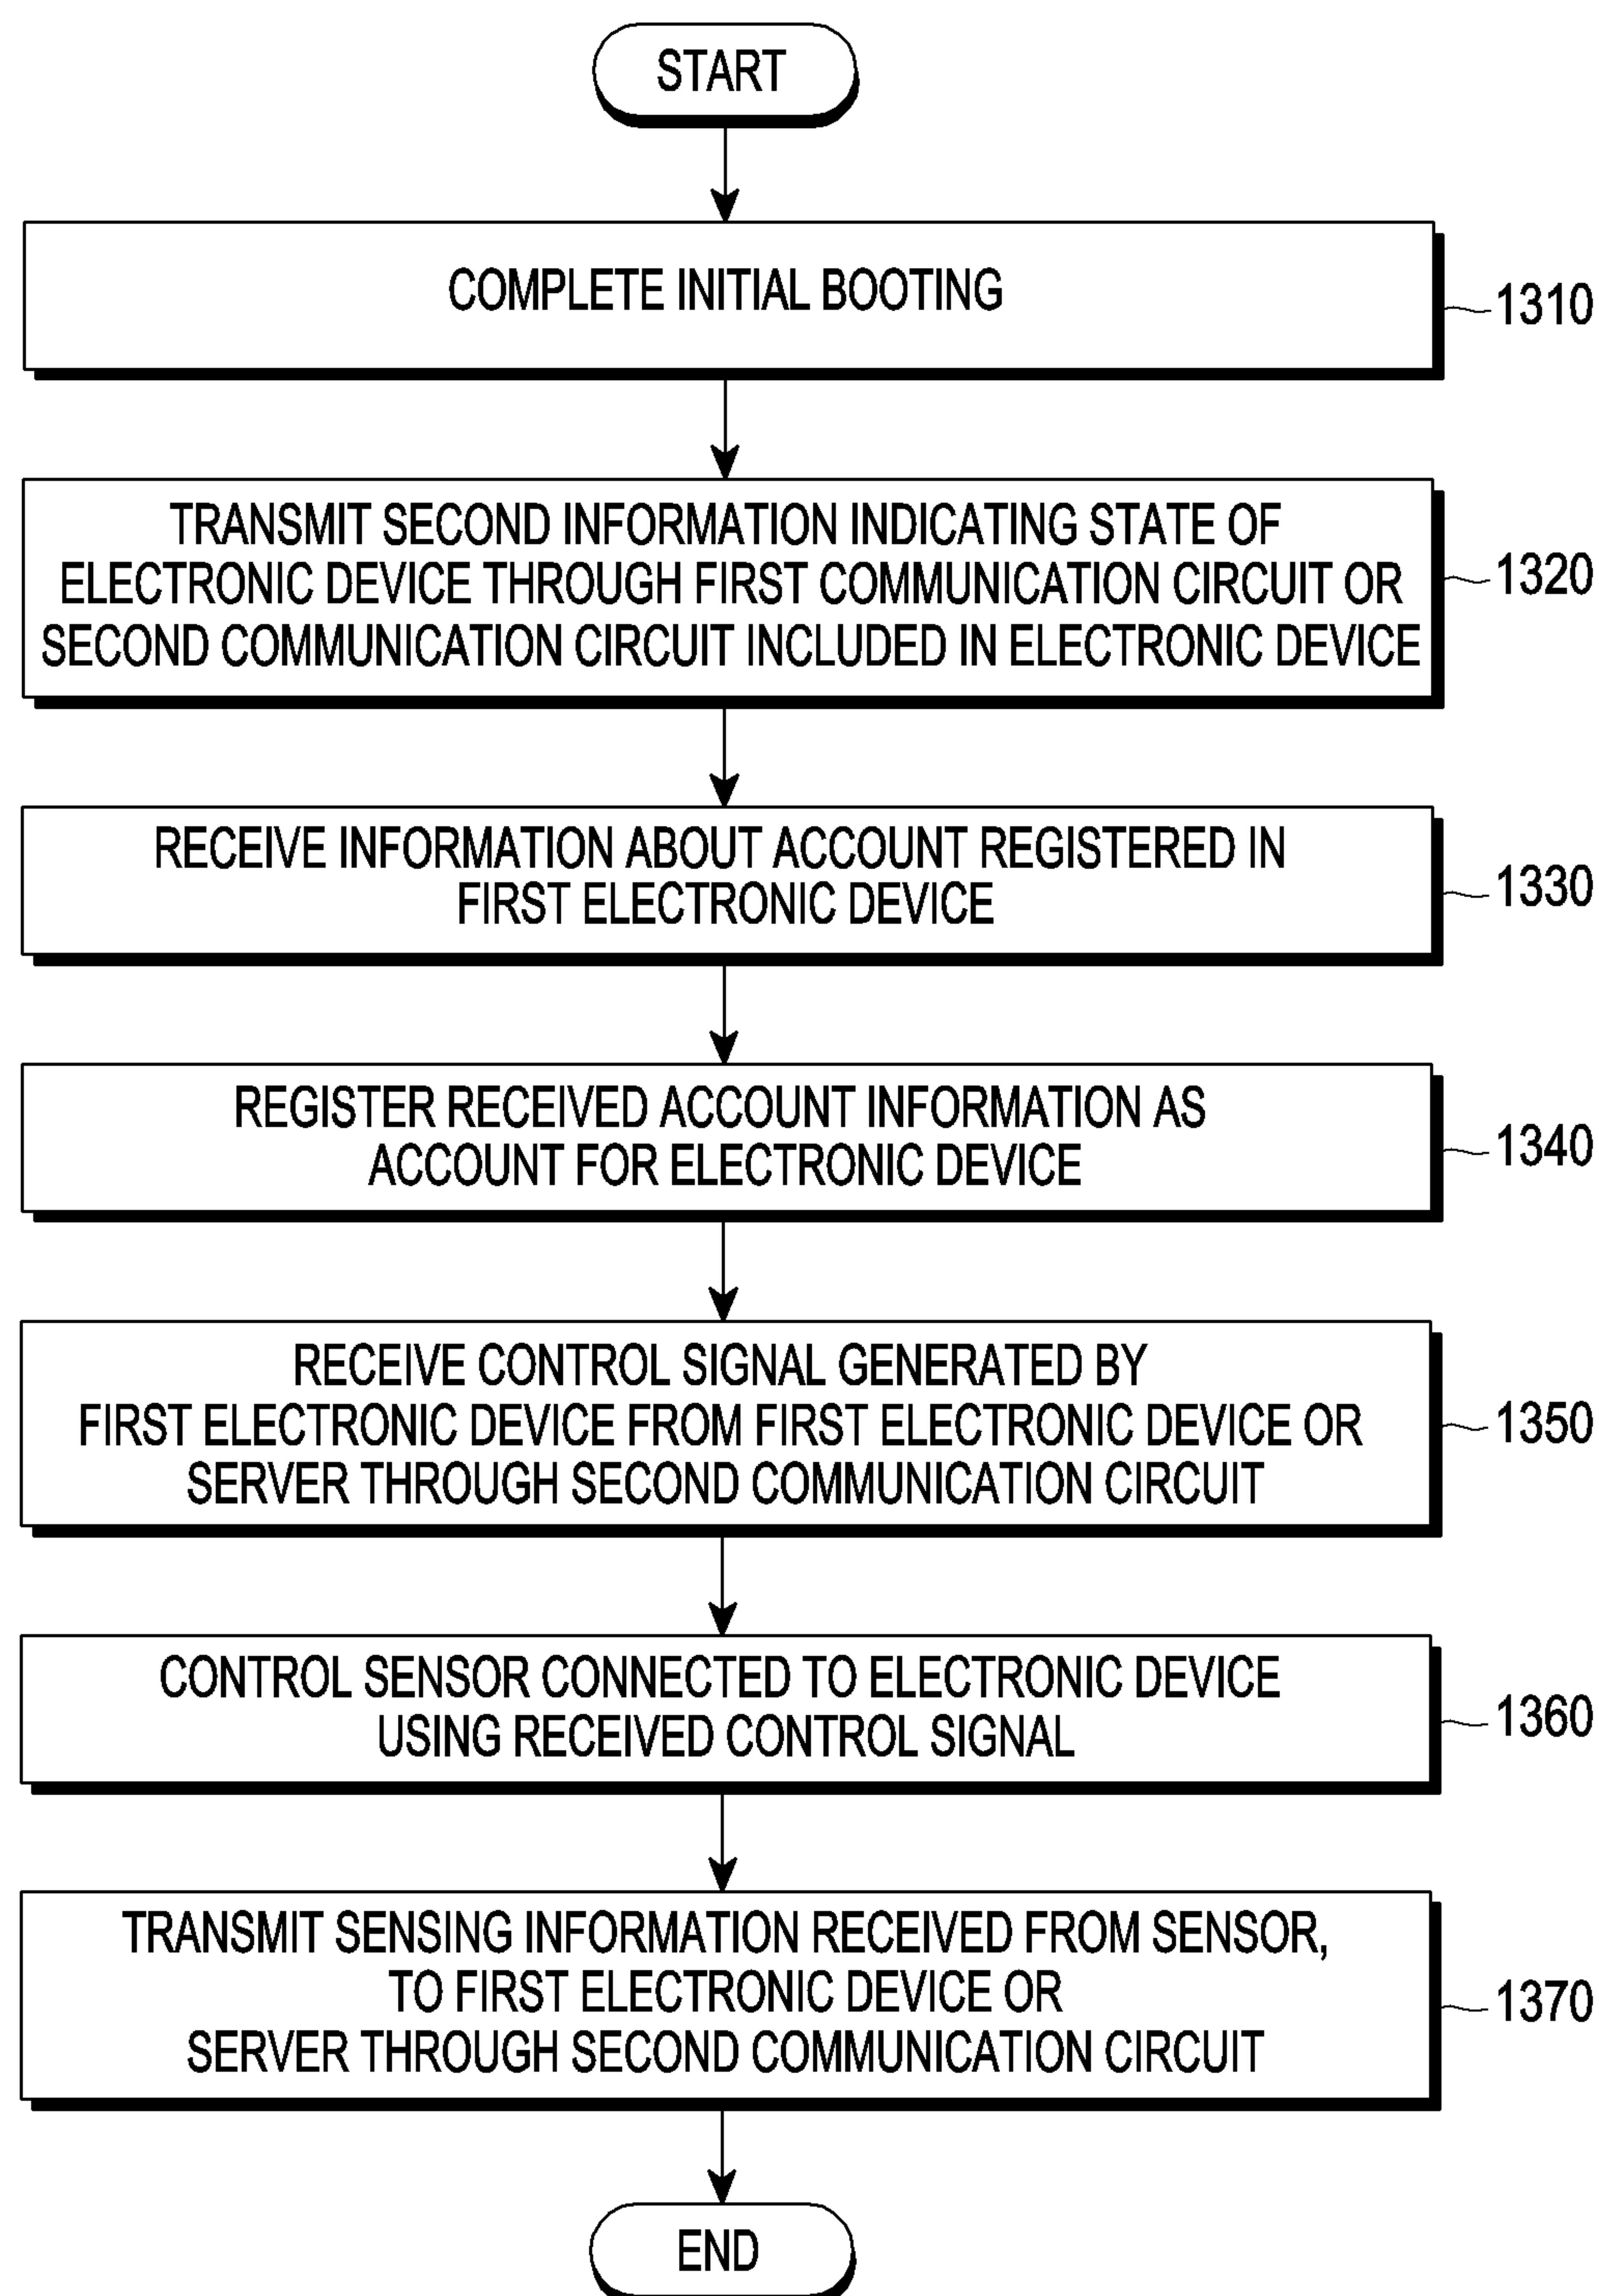 START
COMPLETE INITIAL BOOTING
1310
TRANSMIT SECOND INFORMATION INDICATING STATE OF
ELECTRONIC DEVICE THROUGH FIRST COMMUNICATION CIRCUIT OR
SECOND COMMUNICATION CIRCUIT INCLUDED IN ELECTRONIC DEVICE
1320
RECEIVE INFORMATION ABOUT ACCOUNT REGISTERED IN
FIRST ELECTRONIC DEVICE
1330
REGISTER RECEIVED ACCOUNT INFORMATION AS
ACCOUNT FOR ELECTRONIC DEVICE
1340
RECEIVE CONTROL SIGNAL GENERATED BY
FIRST ELECTRONIC DEVICE FROM FIRST ELECTRONIC DEVICE OR
SERVER THROUGH SECOND COMMUNICATION CIRCUIT
1350
CONTROL SENSOR CONNECTED TO ELECTRONIC DEVICE
USING RECEIVED CONTROL SIGNAL
1360
TRANSMIT SENSING INFORMATION RECEIVED FROM SENSOR,
TO FIRST ELECTRONIC DEVICE OR
SERVER THROUGH SECOND COMMUNICATION CIRCUIT
1370
END